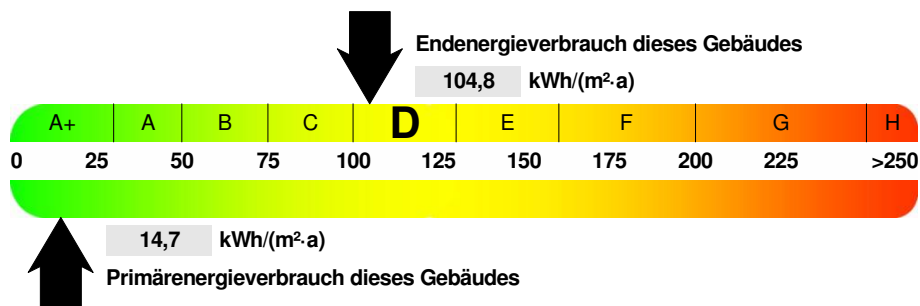 Endenergieverbrauch dieses Gebäudes
104,8 kWh/(m²·a)
A+ A B C D E F G H
0 25 50 75 100 125 150 175 200 225 >250
14,7 kWh/(m²·a)
Primärenergieverbrauch dieses Gebäudes